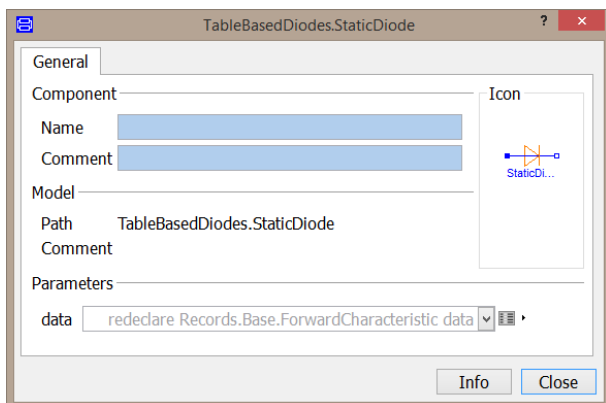 TableBasedDiodes.StaticDiode
?
General
Component
Icon
Name
Comment
StaticDi...
Model
Path TableBasedDiodes.StaticDiode
Comment
Parameters
data redeclare Records.Base.ForwardCharacteristic data
Info Close